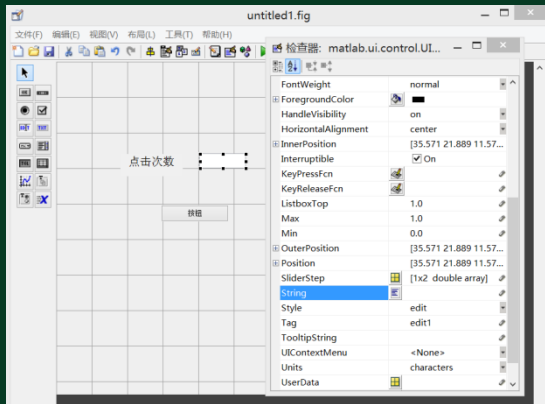 untitled1.fig
文件(F) 编辑(E) 视图(V) 布局(L) 工具(T) 帮助(H)
检查器: matlab.ui.control.UI...
FontWeight normal
ForegroundColor
HandleVisibility on
HorizontalAlignment center
InnerPosition [35.571 21.889 11.57...
Interruptible On
KeyPressFcn
KeyReleaseFcn
ListboxTop 1.0
Max 1.0
Min 0.0
OuterPosition [35.571 21.889 11.57...
Position [35.571 21.889 11.57...
SliderStep [1x2 double array]
String
Style edit
Tag edit1
TooltipString
UIContextMenu <None>
Units characters
UserData
点击次数
按钮